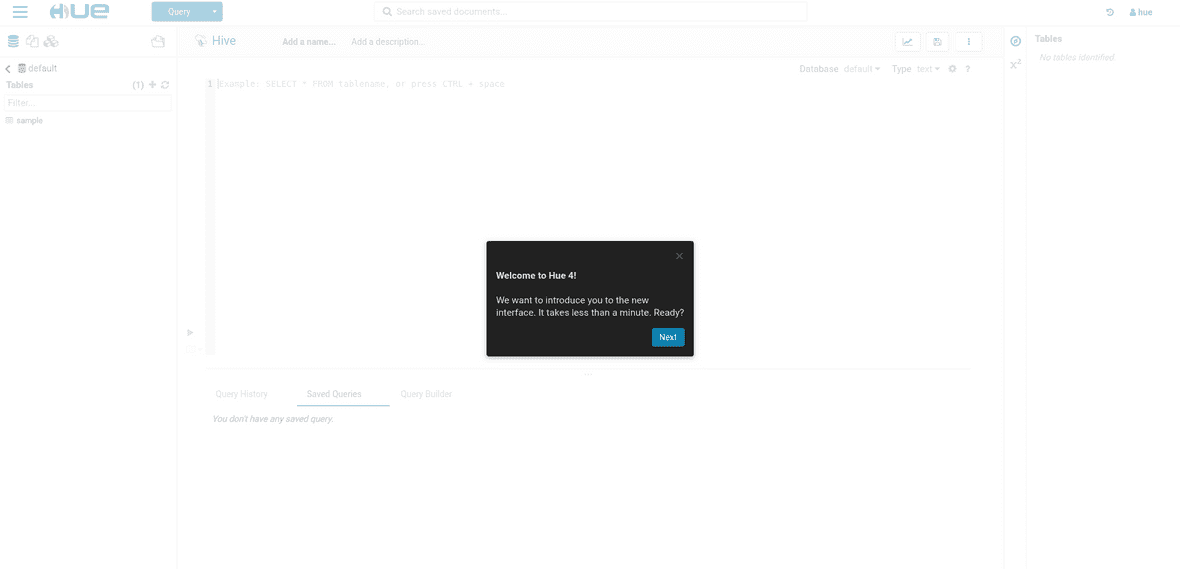 HUE
Query
Search saved documents...
hue
Hive
Add a name...
Add a description...
Tables
No tables identified.
default
Database default
Type text
?
x²
Tables
(1)
Filter...
sample
1
Example: SELECT * FROM tablename, or press CTRL + space
Welcome to Hue 4!
We want to introduce you to the new
interface. It takes less than a minute. Ready?
Next
Query History
Saved Queries
Query Builder
You don't have any saved query.